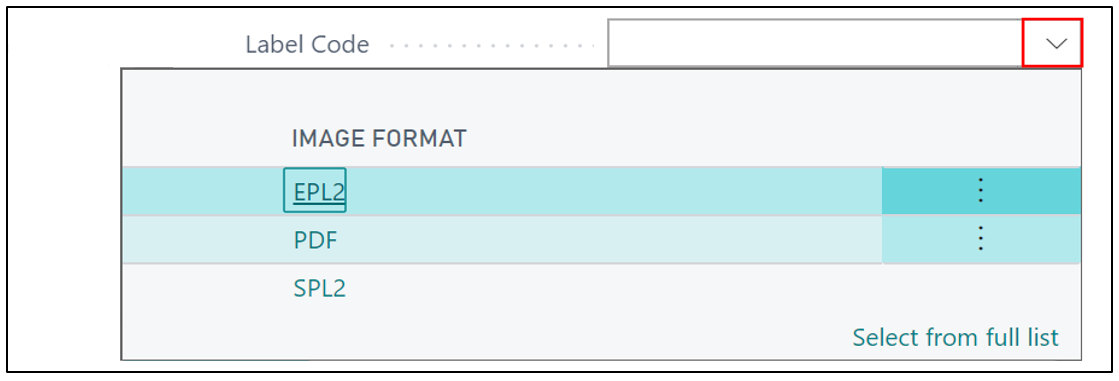 Label Code
IMAGE FORMAT
EPL2
PDF
SPL2
Select from full list